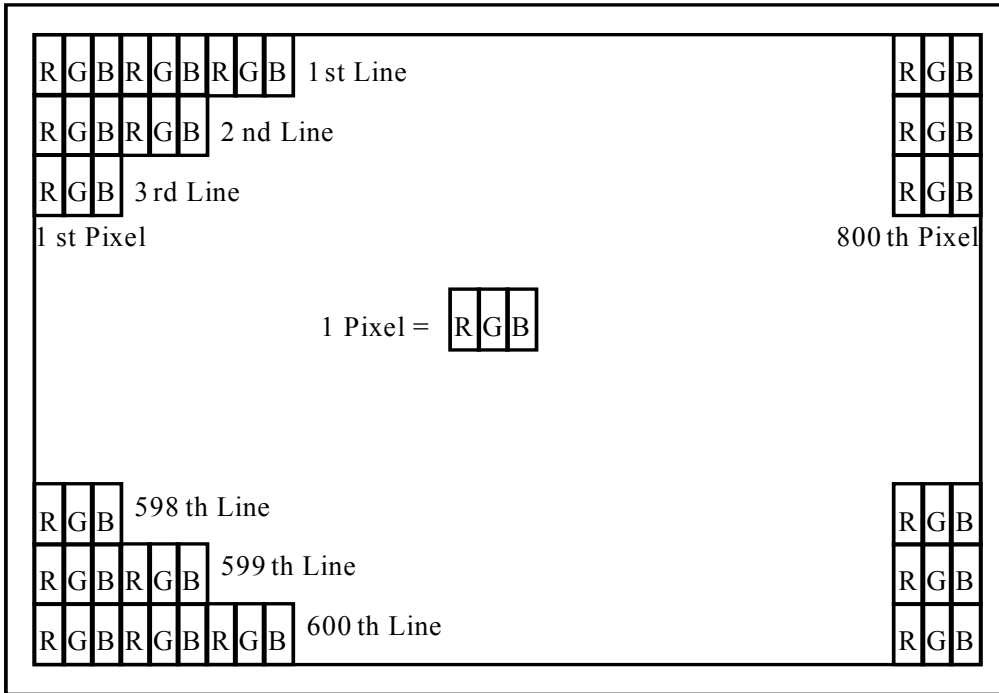 R G B R G B R G B 1 st Line R G B
R G B R G B 2 nd Line R G B
R G B 3 rd Line R G B
1 st Pixel 800 th Pixel
1 Pixel = R G B
R G B 598 th Line R G B
R G B R G B 599 th Line R G B
R G B R G B R G B 600 th Line R G B